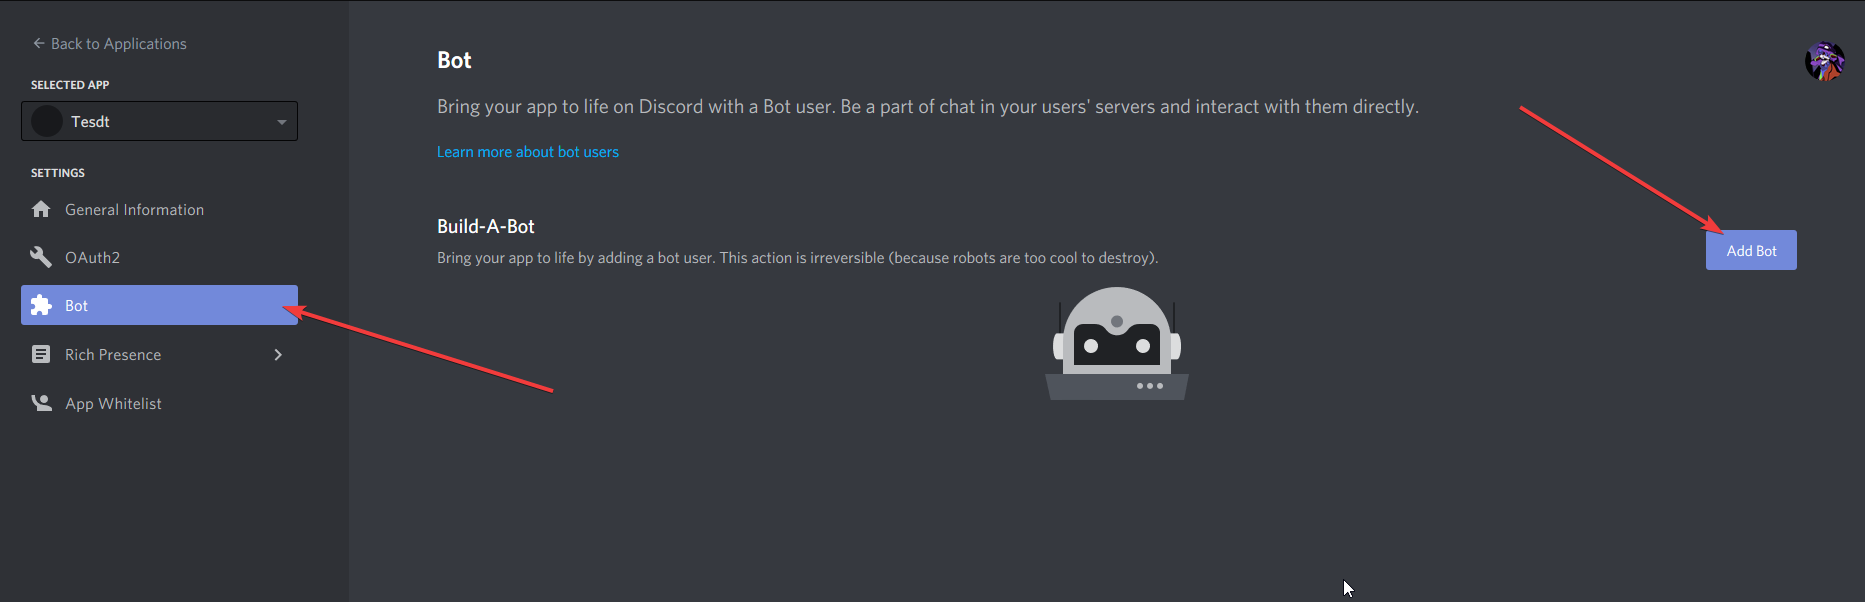 Back to Applications
SELECTED APP
Tesdt
SETTINGS
General Information
OAuth2
Bot
Rich Presence
App Whitelist
Bot
Bring your app to life on Discord with a Bot user. Be a part of chat in your users' servers and interact with them directly.
Learn more about bot users
Build-A-Bot
Bring your app to life by adding a bot user. This action is irreversible (because robots are too cool to destroy).
Add Bot